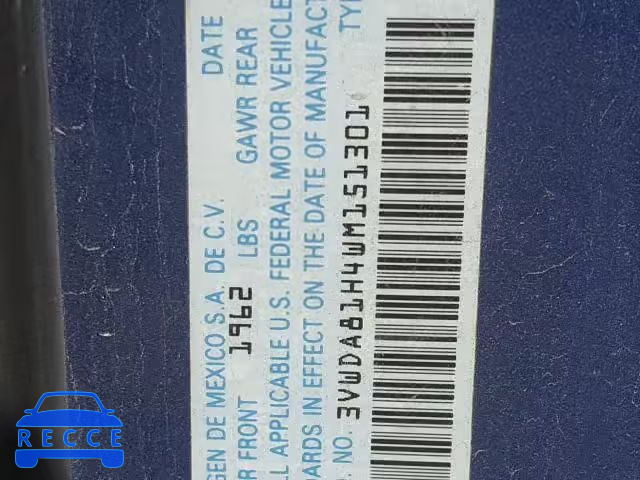 GEN DE MEXICO S.A. DE C.V. DATE
R FRONT 1962 LBS GAWR REAR
LL APPLICABLE U.S. FEDERAL MOTOR VEHICLE
ARDS IN EFFECT ON THE DATE OF MANUFACT
NO. 3VWDA81H4WM151301 TYP
RECCE